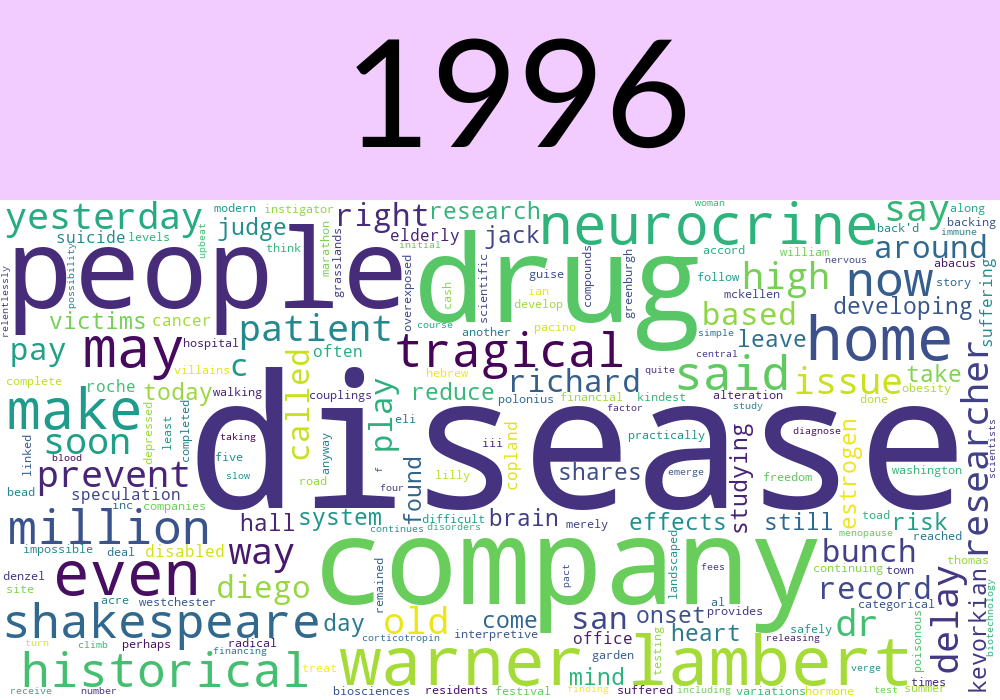 1996
woman
yesterday modern instigator right research neurocrine say along
suicide levels upbeat judge elderly jack back'd backing
think marathon grasslands initial accord william around immune
relentlessly possibility people overexposed drug scientific guise compounds greenburgh follow high nervous now abacus suffering
cash ian mckellen story
develop based developing
victims cancer course another pacino simple leave home
pay may hospital patient tragical central
villains c often hebrew quite said issue take researcher
complete roche today walking called couplings play reduce richard kindest alteration obesity
make depressed least completed polonius financial study done
eli factor
soon linked taking disease iii copland practically diagnose estrogen scientists
blood five anyway emerge studying washington
prevent slow road f found lilly shares freedom
bead speculation four
inc companies system difficult brain merely effects still toad risk
million hall continues disorders menopause reached
impossible deal disabled way company bunch thomas
denzel even remained pact landscaped fees continuing town
site diego record categorical delay kevorkian biotechnology
acre westchester al provides
shakespeare day old come san onset safely dr poisonous
turn climb perhaps radical corticotropin interpretive office heart releasing
financing garden testing verge times
historical treat warner lambert
mind summer
receive number biosciences residents festival finding suffered including variations hormone test